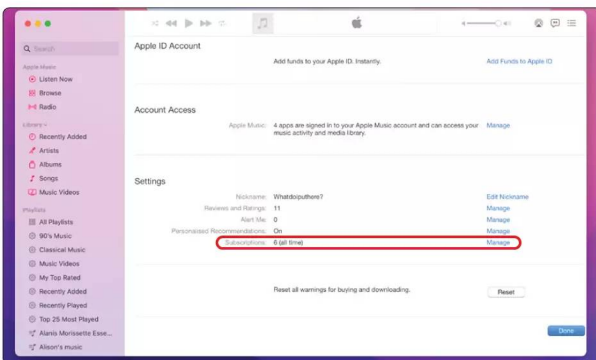 Search
Apple Music
Listen Now
Browse
Radio
Library
Recently Added
Artists
Albums
Songs
Music Videos
Playlists
All Playlists
90's Music
Classical Music
Music Videos
My Top Rated
Recently Added
Recently Played
Top 25 Most Played
Alanis Morissette Esse...
Alison's music
Apple ID Account
Add funds to your Apple ID. Instantly. Add Funds to Apple ID
Account Access
Apple Music: 4 apps are signed in to your Apple Music account and can access your Manage
music activity and media library.
Settings
Nickname: Whatdoiputhere? Edit Nickname
Reviews and Ratings: 11 Manage
Alert Me: 0 Manage
Personalised Recommendations: On Manage
Subscriptions: 6 (all time) Manage
Reset all warnings for buying and downloading. Reset
Done